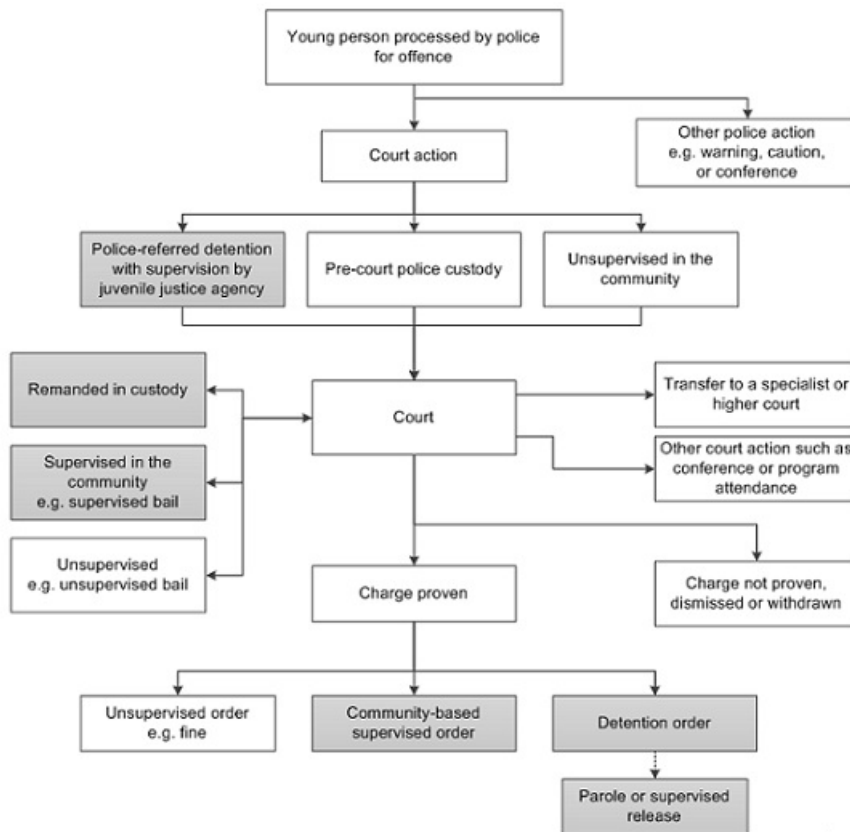 Young person processed by police
for offence
Other police action
e.g. warning, caution,
or conference
Court action
Police-referred detention
with supervision by
juvenile justice agency
Pre-court police custody
Unsupervised in the
community
Remanded in custody
Court
Transfer to a specialist or
higher court
Supervised in the
community
e.g. supervised bail
Other court action such as
conference or program
attendance
Unsupervised
e.g. unsupervised bail
Charge proven
Charge not proven,
dismissed or withdrawn
Unsupervised order
e.g. fine
Community-based
supervised order
Detention order
Parole or supervised
release